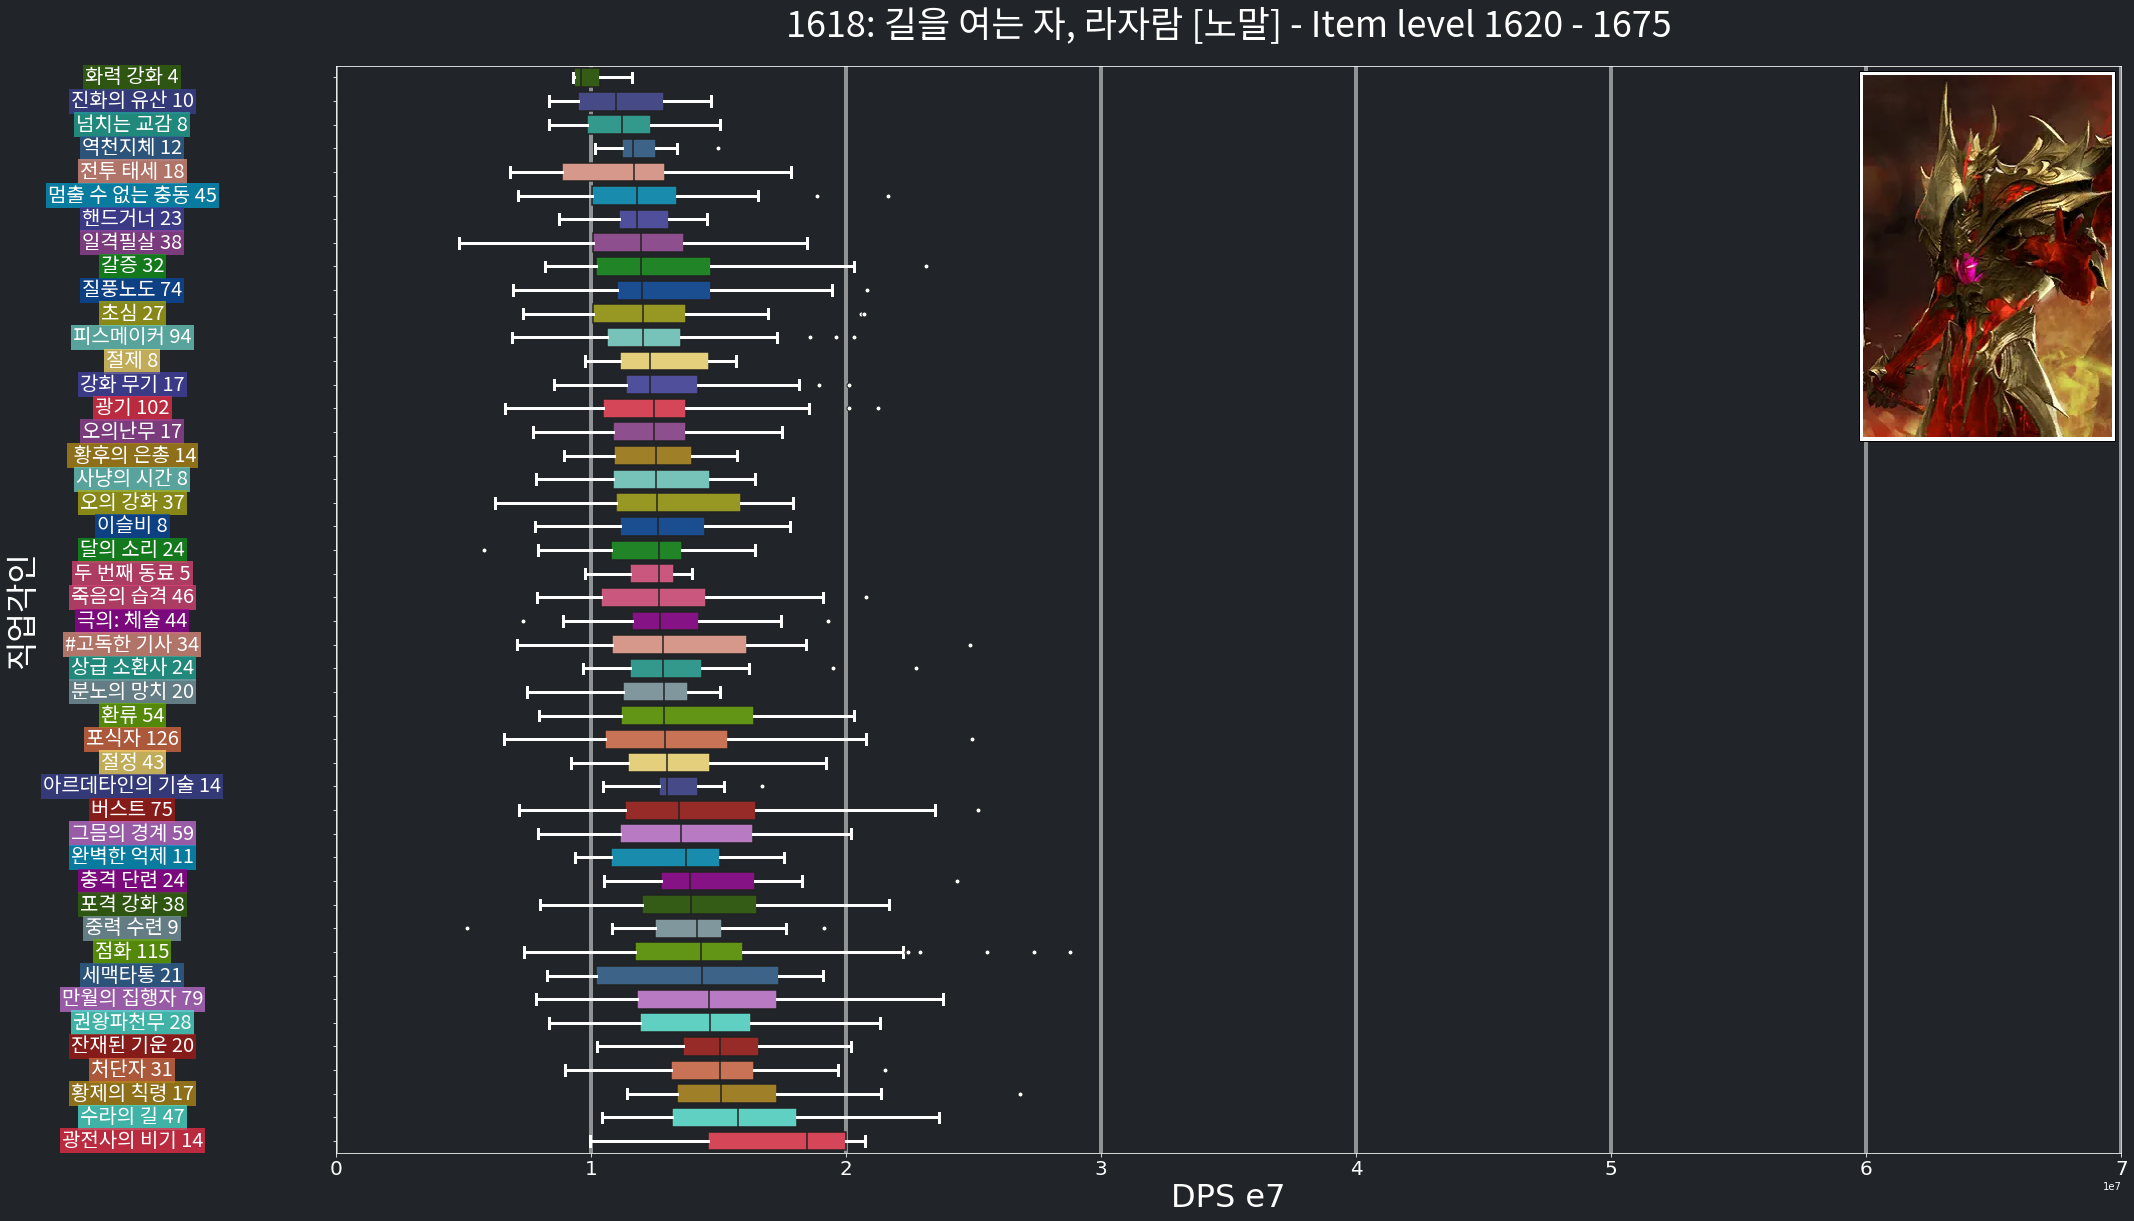 1618: 길을 여는 자, 라자람 [노말] - Item level 1620 - 1675
화력 강화 4
진화의 유산 10
넘치는 교감 8
역천지체 12
전투 태세 18
멈출 수 없는 충동 45
핸드거너 23
일격필살 38
갈증 32
질풍노도 74
초심 27
피스메이커 94
절제 8
강화 무기 17
광기 102
오의난무 17
황후의 은총 14
사냥의 시간 8
오의 강화 37
이슬비 8
달의 소리 24
두 번째 동료 5
죽음의 습격 46
극의: 체술 44
#고독한 기사 34
상급 소환사 24
분노의 망치 20
환류 54
포식자 126
절정 43
아르데타인의 기술 14
버스트 75
그믐의 경계 59
완벽한 억제 11
충격 단련 24
포격 강화 38
중력 수련 9
점화 115
세맥타통 21
만월의 집행자 79
권왕파천무 28
잔재된 기운 20
처단자 31
황제의 칙령 17
수라의 길 47
광전사의 비기 14
직업각인
0 1 2 3 4 5 6 7
1e7
DPS e7